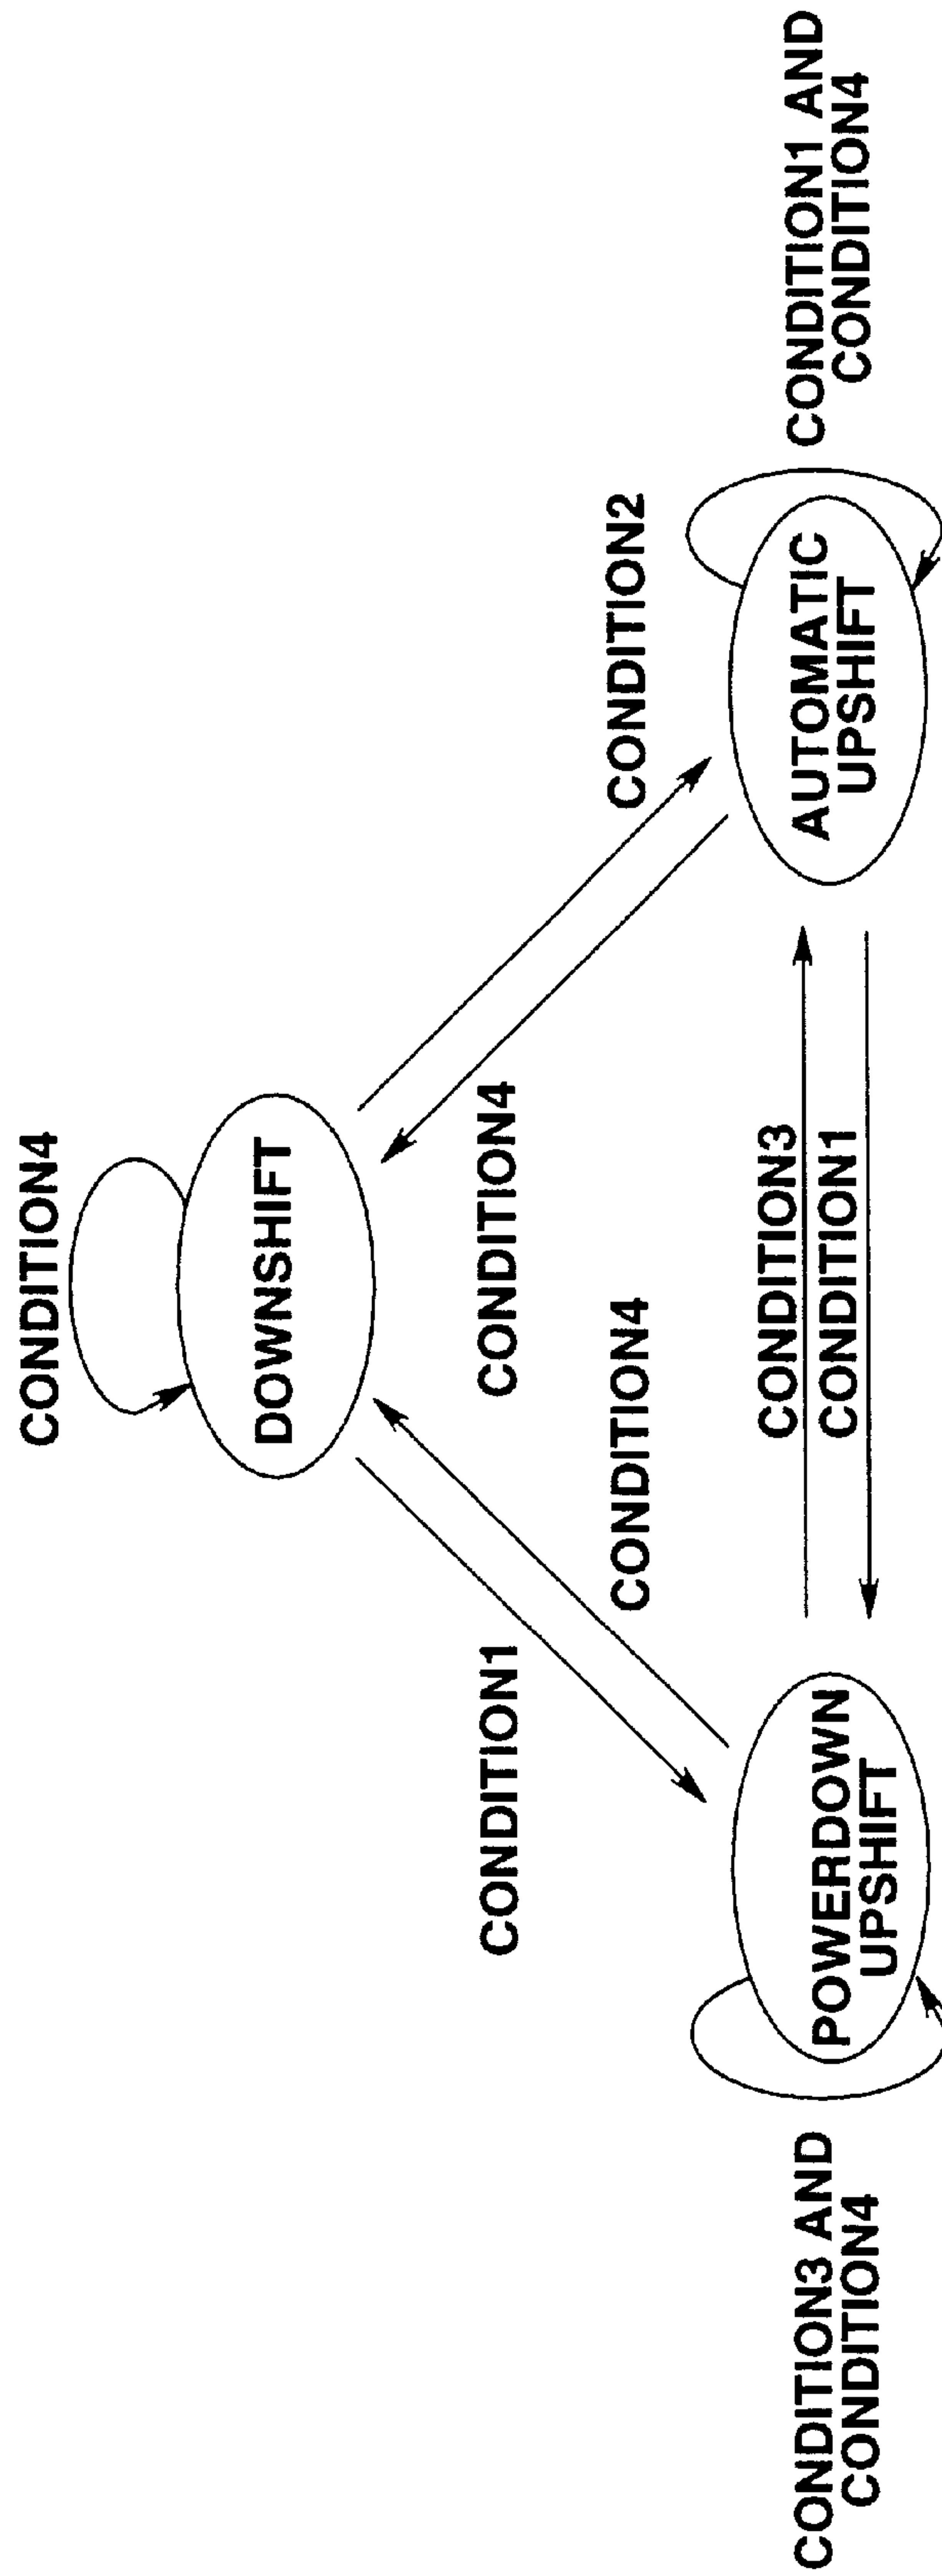 CONDITION4
DOWNSHIFT
CONDITION1
CONDITION4
CONDITION4
CONDITION2
CONDITION3 AND
CONDITION4
POWERDOWN
UPSHIFT
CONDITION3
CONDITION1
AUTOMATIC
UPSHIFT
CONDITION1 AND
CONDITION4